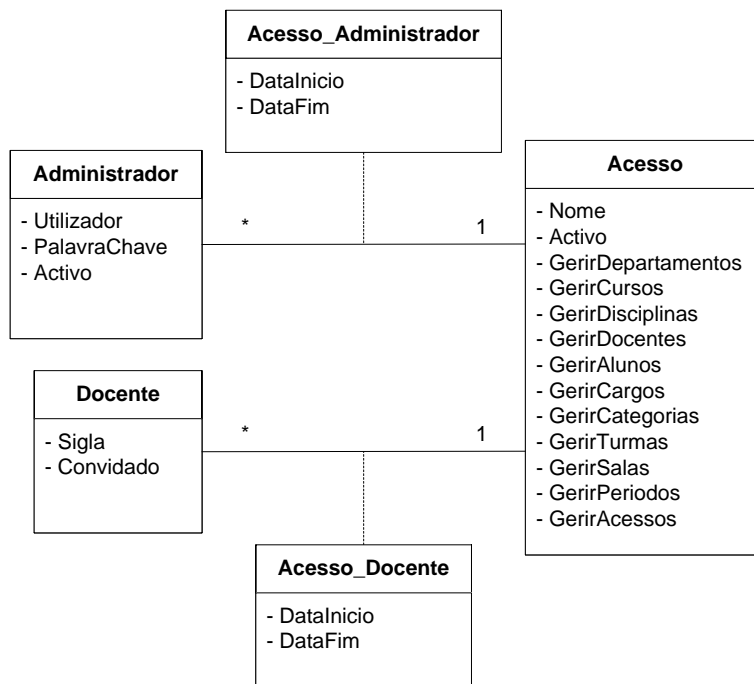 Acesso_Administrador
- DataInicio
- DataFim
Administrador
- Utilizador
- PalavraChave
- Activo
*
1
Acesso
- Nome
- Activo
- GerirDepartamentos
- GerirCursos
- GerirDisciplinas
- GerirDocentes
- GerirAlunos
- GerirCargos
- GerirCategorias
- GerirTurmas
- GerirSalas
- GerirPeriodos
- GerirAcessos
Docente
- Sigla
- Convidado
*
1
Acesso_Docente
- DataInicio
- DataFim